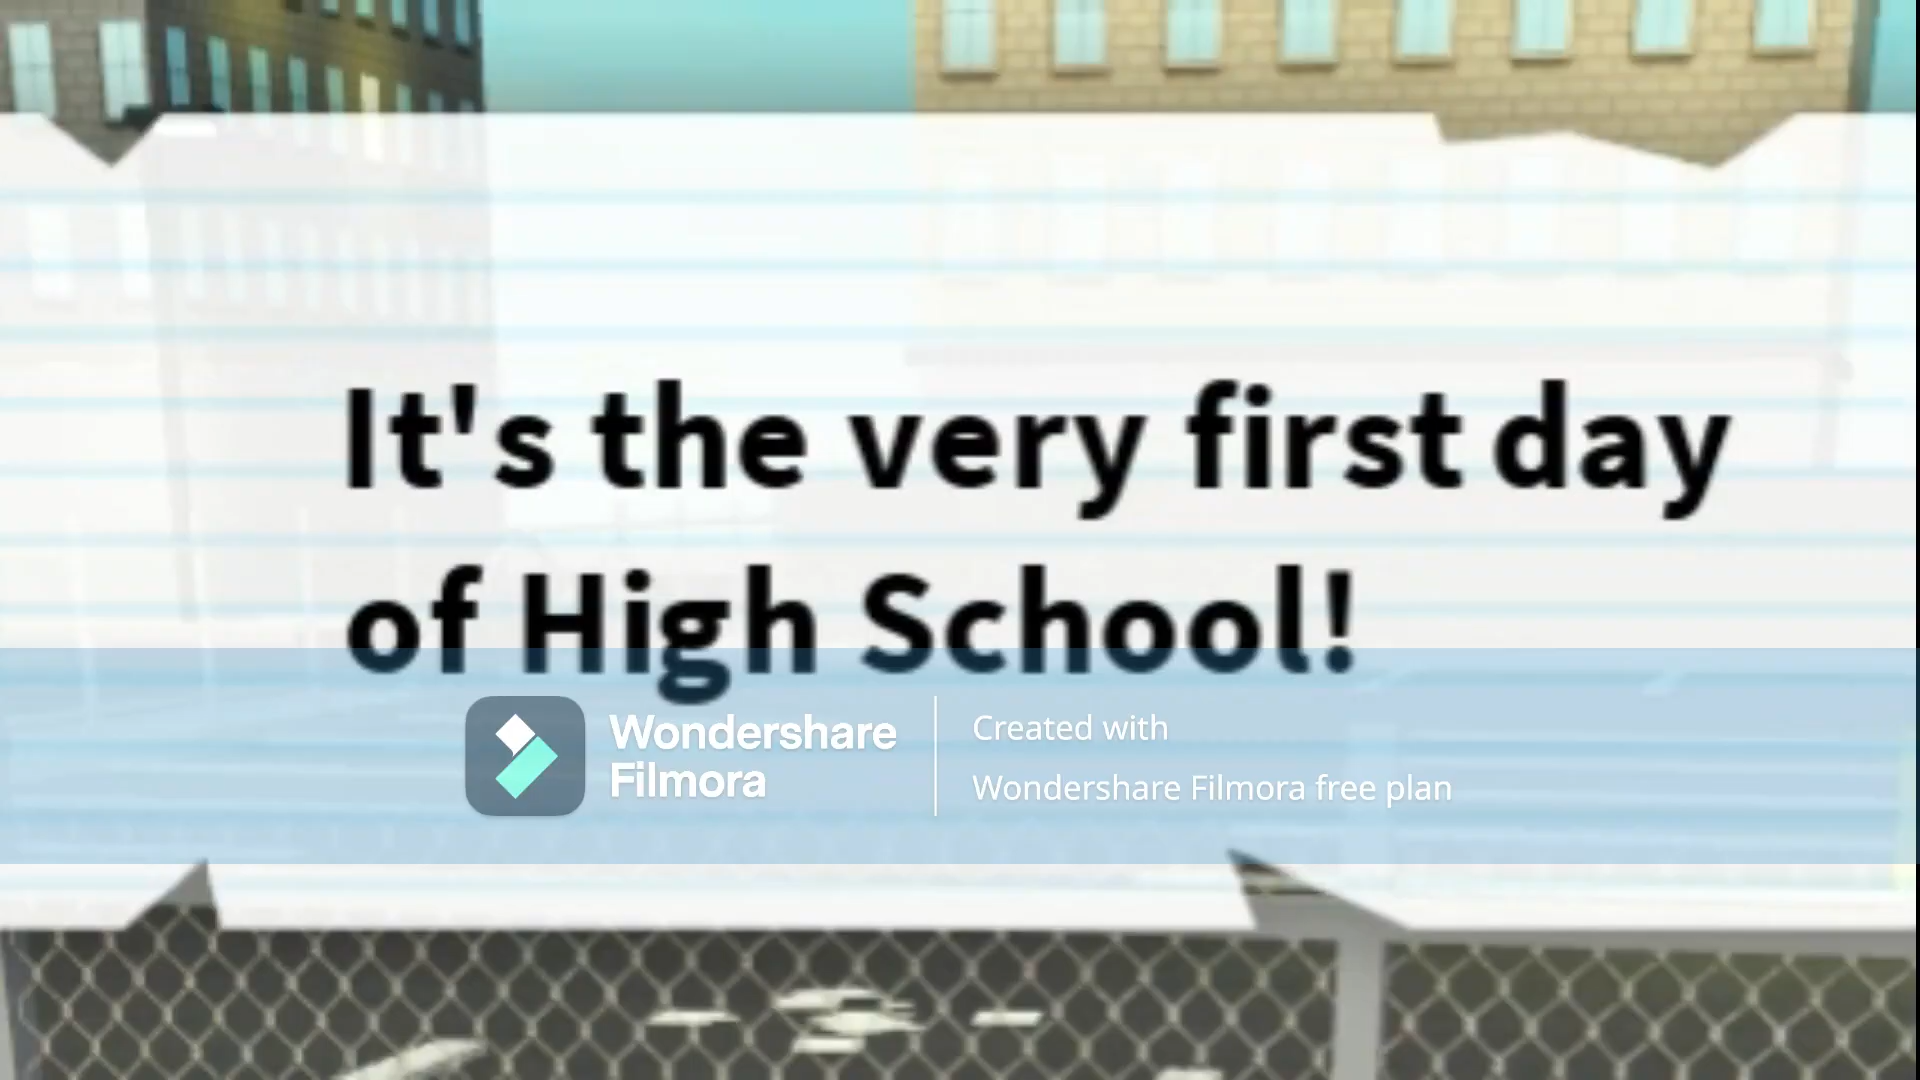 It's the very first day
of High School!
Wondershare
Filmora
Created with
Wondershare Filmora free plan